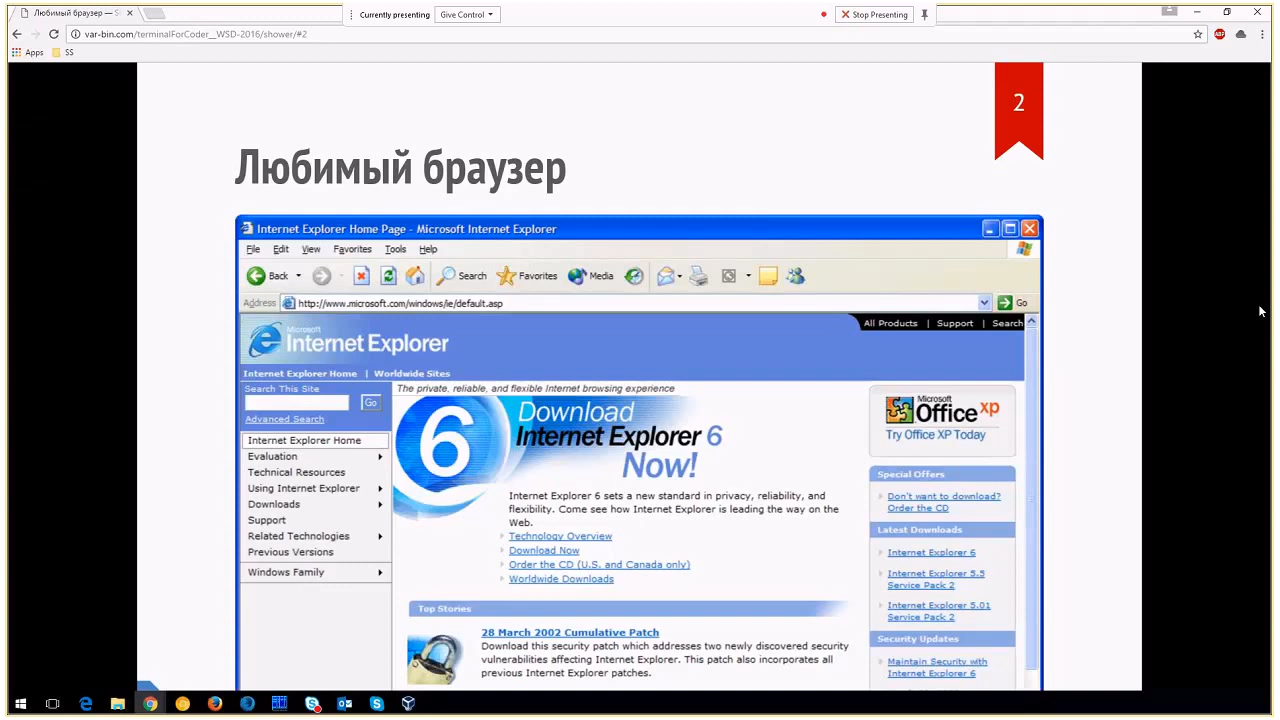 Любимый браузер — S
Currently presenting
Give Control
Stop Presenting
var-bin.com/terminalForCoder__WSD-2016/shower/#2
ABP
Apps
SS
2
Любимый браузер
Internet Explorer Home Page - Microsoft Internet Explorer
File Edit View Favorites Tools Help
Back Search Favorites Media
Address http://www.microsoft.com/windows/ie/default.asp Go
All Products | Support | Search
Microsoft
Internet Explorer
Internet Explorer Home | Worldwide Sites
Search This Site
Go
Advanced Search
Internet Explorer Home
Evaluation
Technical Resources
Using Internet Explorer
Downloads
Support
Related Technologies
Previous Versions
Windows Family
The private, reliable, and flexible Internet browsing experience
6
Download
Internet Explorer 6
Now!
Internet Explorer 6 sets a new standard in privacy, reliability, and
flexibility. Come see how Internet Explorer is leading the way on the
Web.
Technology Overview
Download Now
Order the CD (U.S. and Canada only)
Worldwide Downloads
Top Stories
28 March 2002 Cumulative Patch
Download this security patch which addresses two newly discovered security
vulnerabilities affecting Internet Explorer. This patch also incorporates all
previous Internet Explorer patches.
Microsoft
Office xp
Try Office XP Today
Special Offers
Don't want to download?
Order the CD
Latest Downloads
Internet Explorer 6
Internet Explorer 5.5
Service Pack 2
Internet Explorer 5.01
Service Pack 2
Security Updates
Maintain Security with
Internet Explorer 6